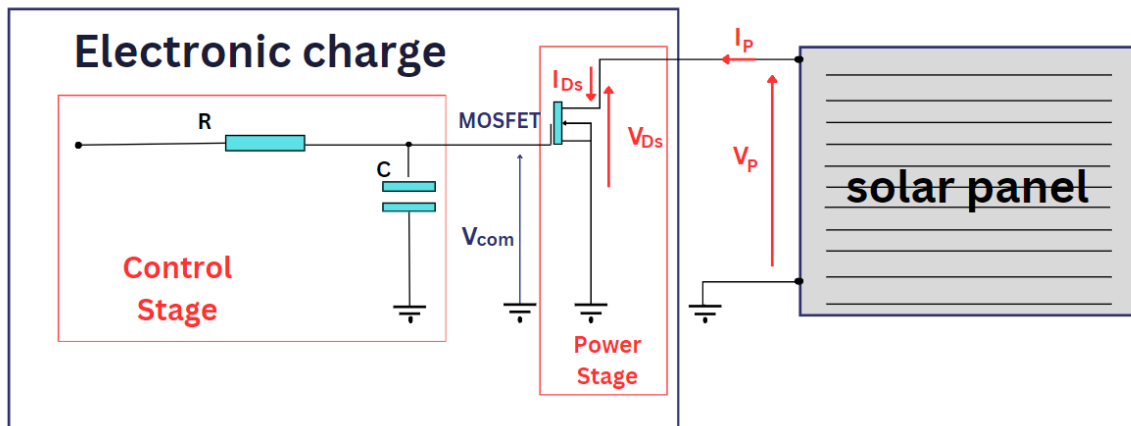 Electronic charge
R
C
MOSFET
Vcom
Control
Stage
IDs
VDs
Power
Stage
IP
VP
solar panel